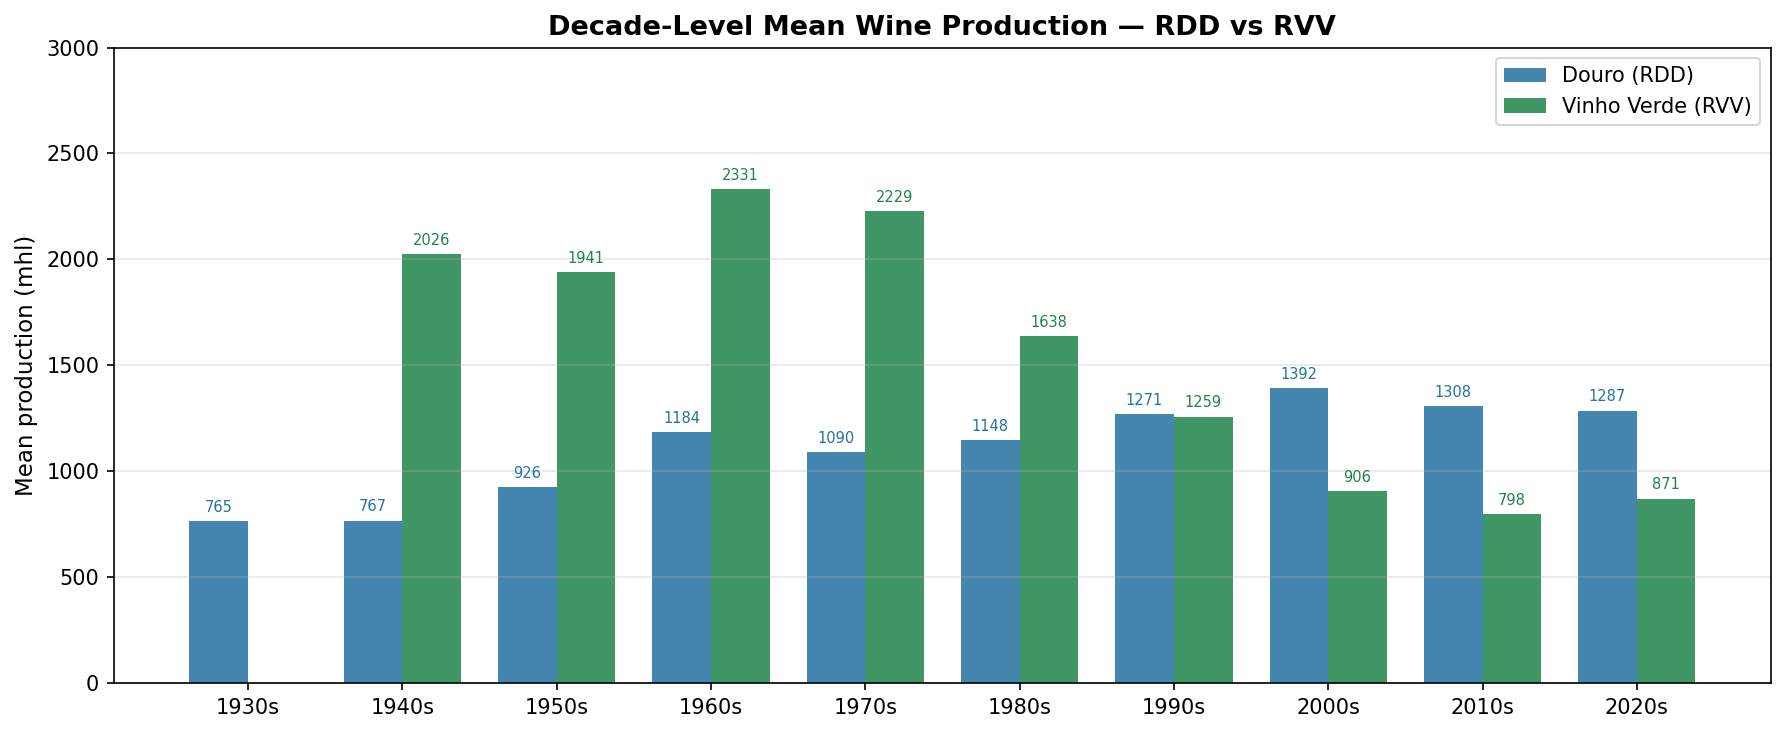 Decade-Level Mean Wine Production — RDD vs RVV
Douro (RDD)
Vinho Verde (RVV)
Mean production (mhl)
3000
2500
2000
1500
1000
500
0
765
767
2026
926
1941
1184
2331
1090
2229
1148
1638
1271
1259
1392
906
1308
798
1287
871
1930s
1940s
1950s
1960s
1970s
1980s
1990s
2000s
2010s
2020s